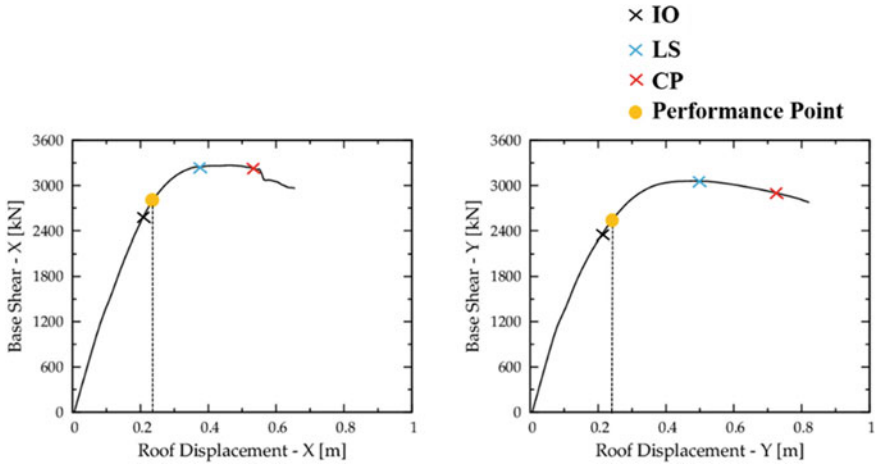 IO
LS
CP
Performance Point
3600
3000
2400
1800
1200
600
0
0 0.2 0.4 0.6 0.8 1
Base Shear - X [kN]
Roof Displacement - X [m]
3600
3000
2400
1800
1200
600
0
0 0.2 0.4 0.6 0.8 1
Base Shear - Y [kN]
Roof Displacement - Y [m]